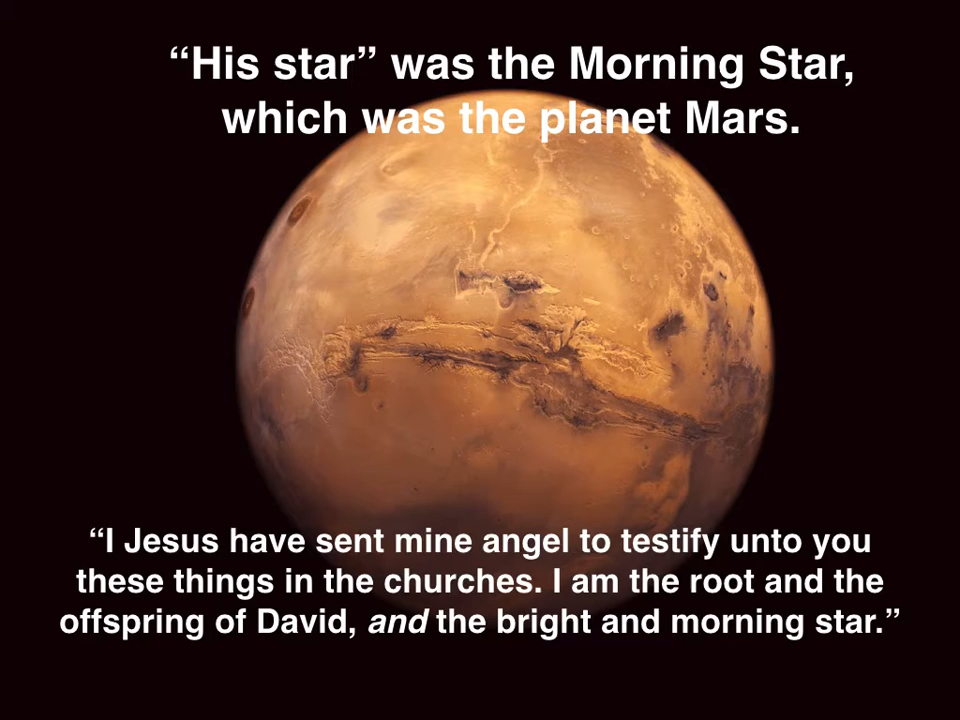 “His star” was the Morning Star,
which was the planet Mars.
“I Jesus have sent mine angel to testify unto you
these things in the churches. I am the root and the
offspring of David, and the bright and morning star.”